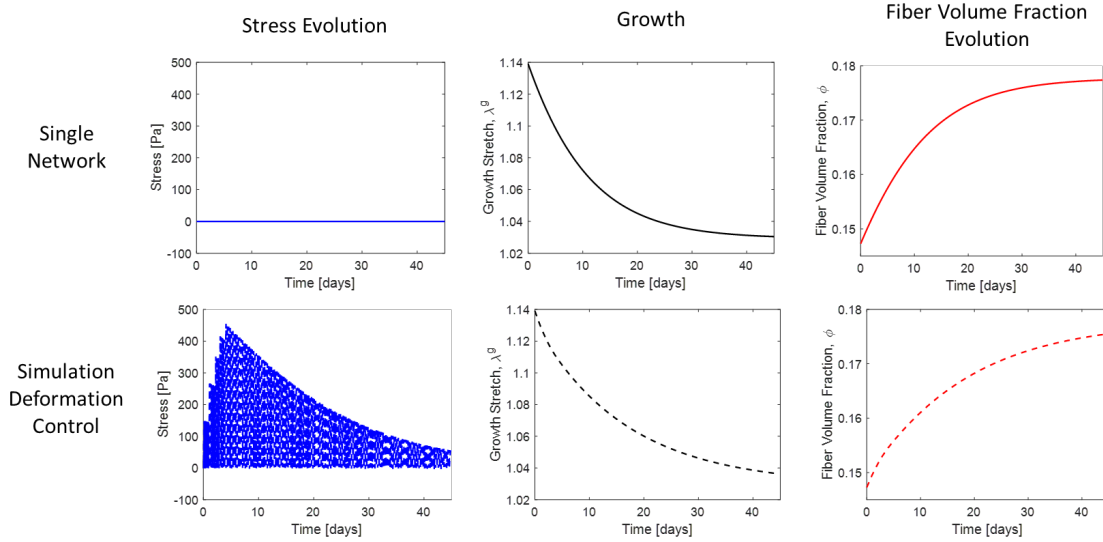 Stress Evolution
Growth
Fiber Volume Fraction
Evolution
Single
Network
500
400
300
200
100
0
-100
Stress [Pa]
0 10 20 30 40
Time [days]
1.14
1.12
1.1
1.08
1.06
1.04
1.02
Growth Stretch, λ^g
0 10 20 30 40
Time [days]
0.18
0.17
0.16
0.15
Fiber Volume Fraction, ϕ
0 10 20 30 40
Time [days]
Simulation
Deformation
Control
500
400
300
200
100
0
-100
Stress [Pa]
0 10 20 30 40
Time [days]
1.14
1.12
1.1
1.08
1.06
1.04
1.02
Growth Stretch, λ^g
0 10 20 30 40
Time [days]
0.18
0.17
0.16
0.15
Fiber Volume Fraction, ϕ
0 10 20 30 40
Time [days]